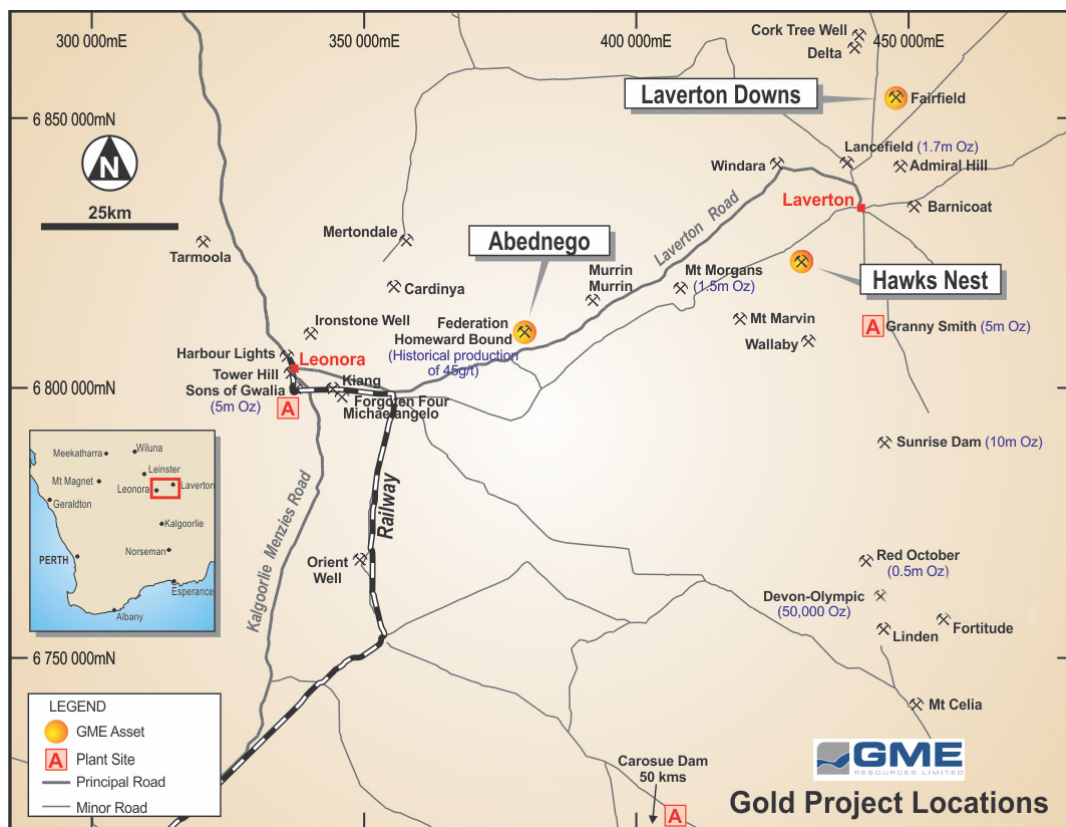 300 000mE
350 000mE
400 000mE
450 000mE
Cork Tree Well
Delta
Laverton Downs
Fairfield
6 850 000mN
N
25km
Lancefield (1.7m Oz)
Windara
Admiral Hill
Laverton
Barnicoat
Laverton Road
Mertondale
Tarmoola
Abednego
Cardinya
Murrin
Murrin
Mt Morgans
(1.5m Oz)
Hawks Nest
Ironstone Well
Federation
Homeward Bound
(Historical production
of 45g/t)
Mt Marvin
Wallaby
A
Granny Smith (5m Oz)
Harbour Lights
Leonora
Tower Hill
Sons of Gwalia
(5m Oz)
A
Kiang
Forgoten Four
Michaelangelo
6 800 000mN
Sunrise Dam (10m Oz)
Kalgoorlie Menzies Road
Railway
Meekatharra
Wiluna
Leinster
Mt Magnet
Leonora
Laverton
Geraldton
Kalgoorlie
PERTH
Norseman
Esperance
Albany
Orient
Well
Red October
(0.5m Oz)
Devon-Olympic
(50,000 Oz)
Linden
Fortitude
6 750 000mN
Mt Celia
LEGEND
GME Asset
A
Plant Site
Principal Road
Minor Road
Carosue Dam
50 kms
A
GME
RESOURCES LIMITED
Gold Project Locations